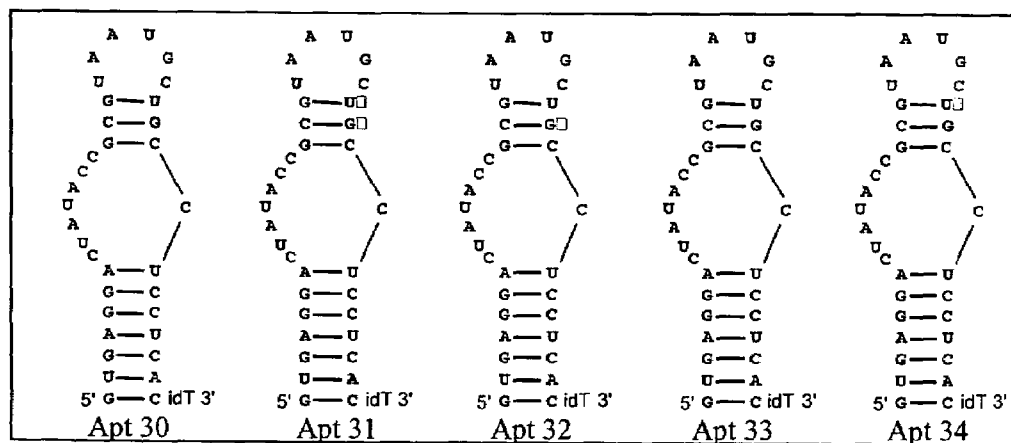 A U A U A U A U A U
A G A G A G A G A G
U C U C U C U C U C
G—U G—U□ G—U G—U G—U□
C—G C—G□ C—G□ C—G C—G
G—C G—C G—C G—C G—C
C C C C C
C C C C C
A A A A A
U C U C U C U C U C
A A A A A
U U U U U
C C C C C
A—U A—U A—U A—U A—U
G—C G—C G—C G—C G—C
G—C G—C G—C G—C G—C
A—U A—U A—U A—U A—U
G—C G—C G—C G—C G—C
U—A U—A U—A U—A U—A
5' G—C idT 3' 5' G—C idT 3' 5' G—C idT 3' 5' G—C idT 3' 5' G—C idT 3'
Apt 30 Apt 31 Apt 32 Apt 33 Apt 34